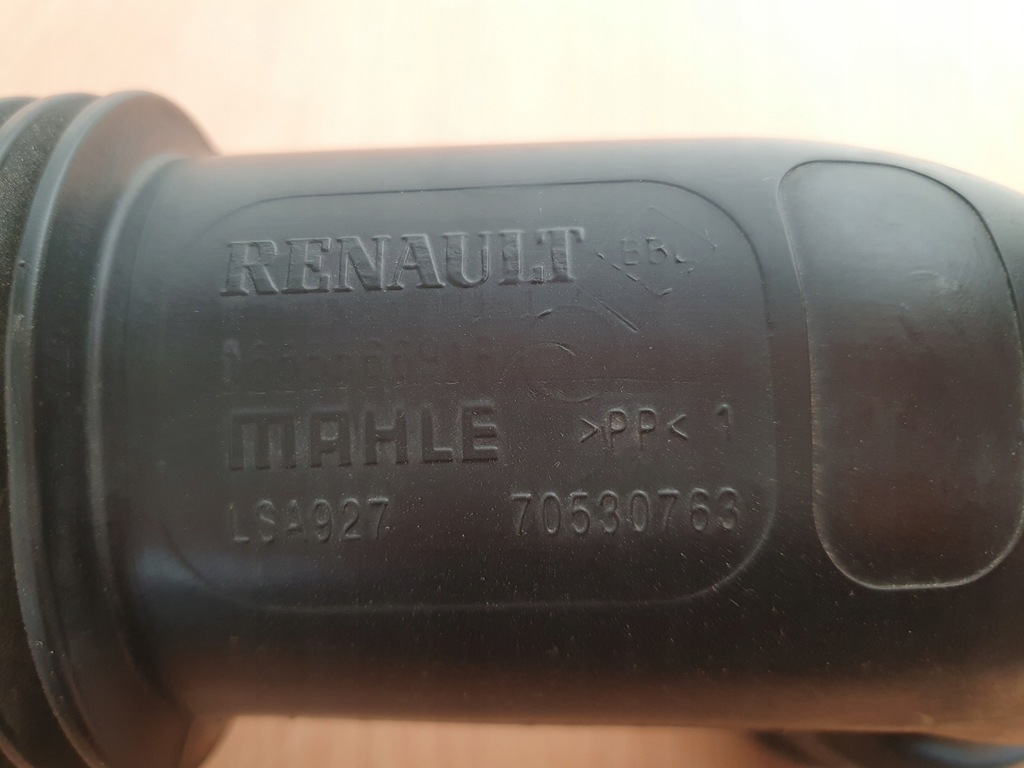 RENAULT
MAHLE >PP< 1
LSA927 70530763